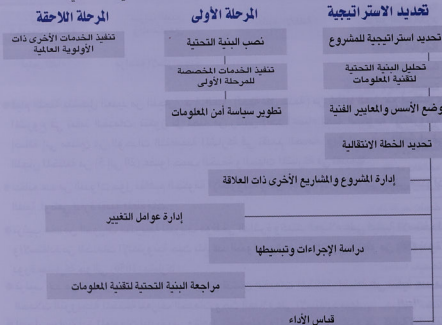 تحديد الاستراتيجية
المرحلة الأولى
المرحلة اللاحقة
تحديد استراتيجية للمشروع
نصب البنية التحتية
تنفيذ الخدمات الأخرى ذات
الأولوية العالمية
تحليل البنية التحتية
لتقنية المعلومات
تنفيذ الخدمات المخصصة
للمرحلة الأولى
وضع الأسس والمعايير الفنية
تطوير سياسة أمن المعلومات
تحديد الخطة الانتقالية
إدارة المشروع و المشاريع الأخرى ذات العلاقة
إدارة عوامل التغيير
دراسة الإجراءات وتبسيطها
مراجعة البنية التحتية لتقنية المعلومات
قياس الأداء